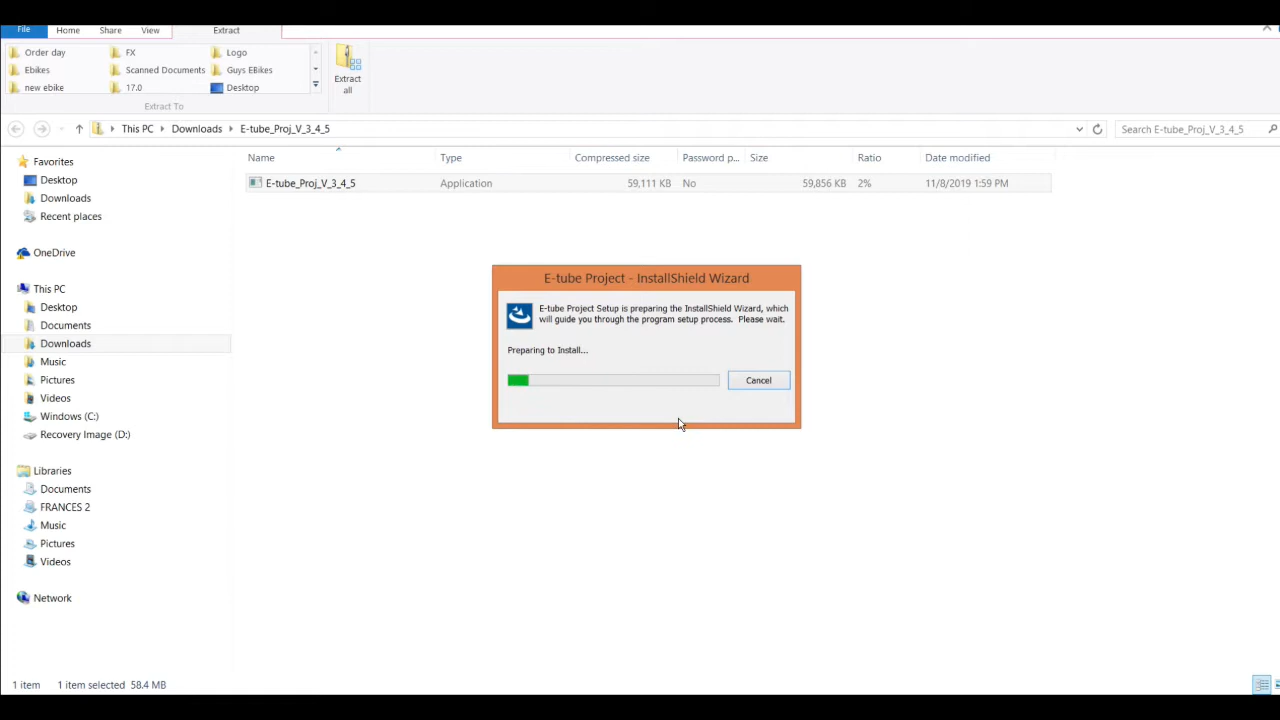 File Home Share View Extract
Order day FX Logo
Ebikes Scanned Documents Guys EBikes
new ebike 17.0 Desktop
Extract all
Extract To
This PC Downloads E-tube_Proj_V_3_4_5 Search E-tube_Proj_V_3_4_5
Name Type Compressed size Password p... Size Ratio Date modified
E-tube_Proj_V_3_4_5 Application 59,111 KB No 59,856 KB 2% 11/8/2019 1:59 PM
Favorites
Desktop
Downloads
Recent places
OneDrive
This PC
Desktop
Documents
Downloads
Music
Pictures
Videos
Windows (C:)
Recovery Image (D:)
Libraries
Documents
FRANCES 2
Music
Pictures
Videos
Network
E-tube Project - InstallShield Wizard
E-tube Project Setup is preparing the InstallShield Wizard, which
will guide you through the program setup process. Please wait.
Preparing to Install...
Cancel
1 item 1 item selected 58.4 MB